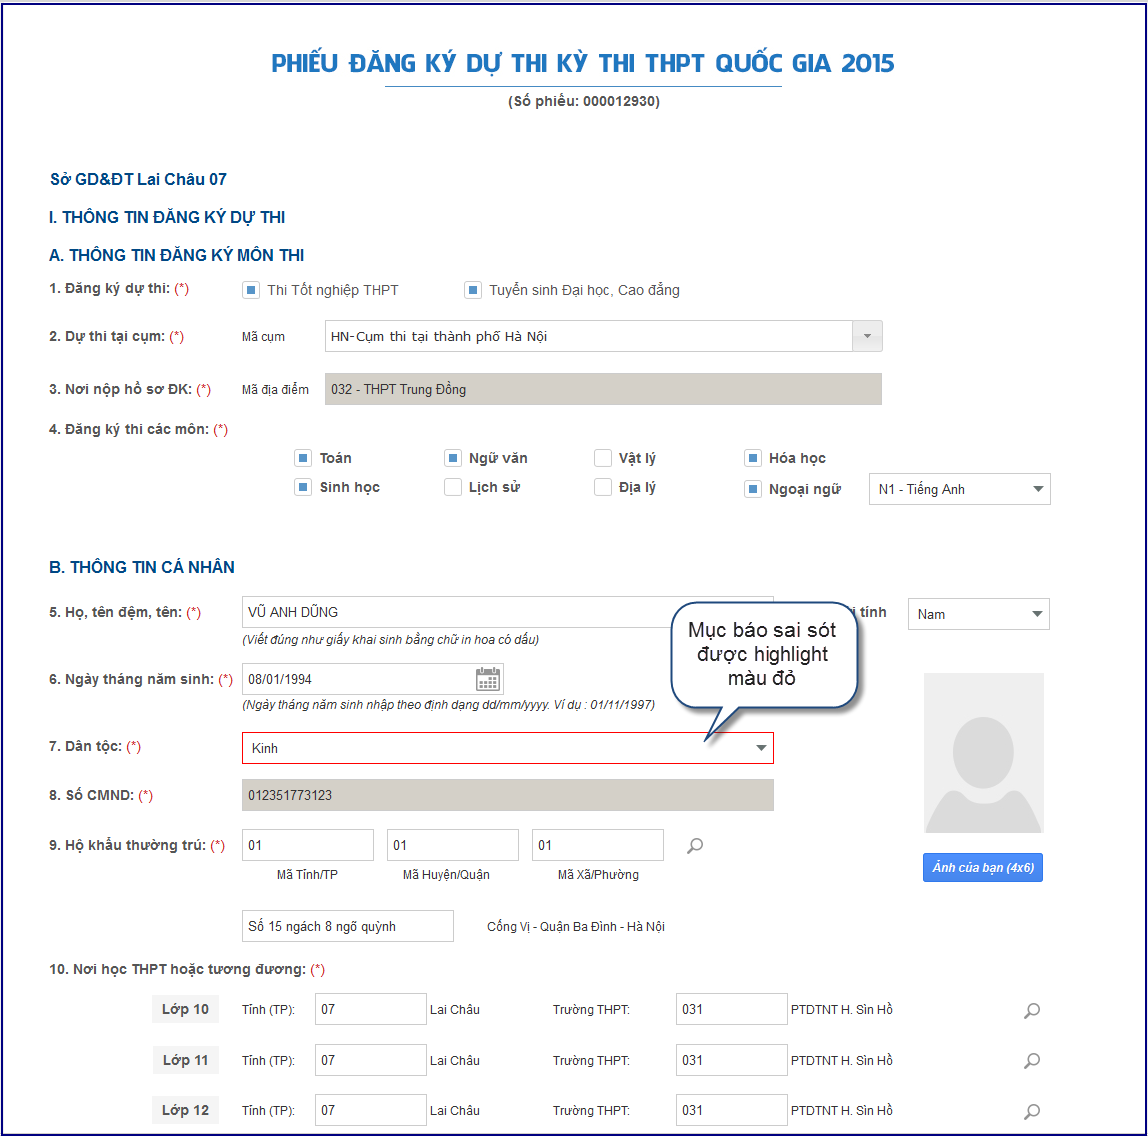 PHIẾU ĐĂNG KÝ DỰ THI KỲ THI THPT QUỐC GIA 2015
(Số phiếu: 000012930)
Sở GD&ĐT Lai Châu 07
I. THÔNG TIN ĐĂNG KÝ DỰ THI
A. THÔNG TIN ĐĂNG KÝ MÔN THI
1. Đăng ký dự thi: (*) Thi Tốt nghiệp THPT Tuyển sinh Đại học, Cao đẳng
2. Dự thi tại cụm: (*) Mã cụm HN-Cụm thi tại thành phố Hà Nội
3. Nơi nộp hồ sơ ĐK: (*) Mã địa điểm 032 - THPT Trung Đồng
4. Đăng ký thi các môn: (*)
Toán Ngữ văn Vật lý Hóa học
Sinh học Lịch sử Địa lý Ngoại ngữ N1 - Tiếng Anh
B. THÔNG TIN CÁ NHÂN
5. Họ, tên đệm, tên: (*) VŨ ANH DŨNG tính Nam
(Viết đúng như giấy khai sinh bằng chữ in hoa có dấu)
Mục báo sai sót
được highlight
màu đỏ
6. Ngày tháng năm sinh: (*) 08/01/1994
(Ngày tháng năm sinh nhập theo định dạng dd/mm/yyyy. Ví dụ : 01/11/1997)
7. Dân tộc: (*) Kinh
8. Số CMND: (*) 012351773123
9. Hộ khẩu thường trú: (*) 01 01 01
Mã Tỉnh/TP Mã Huyện/Quận Mã Xã/Phường
Ảnh của bạn (4x6)
Số 15 ngách 8 ngõ quỳnh Cống Vị - Quận Ba Đình - Hà Nội
10. Nơi học THPT hoặc tương đương: (*)
Lớp 10 Tỉnh (TP): 07 Lai Châu Trường THPT: 031 PTDTNT H. Sìn Hồ
Lớp 11 Tỉnh (TP): 07 Lai Châu Trường THPT: 031 PTDTNT H. Sìn Hồ
Lớp 12 Tỉnh (TP): 07 Lai Châu Trường THPT: 031 PTDTNT H. Sìn Hồ